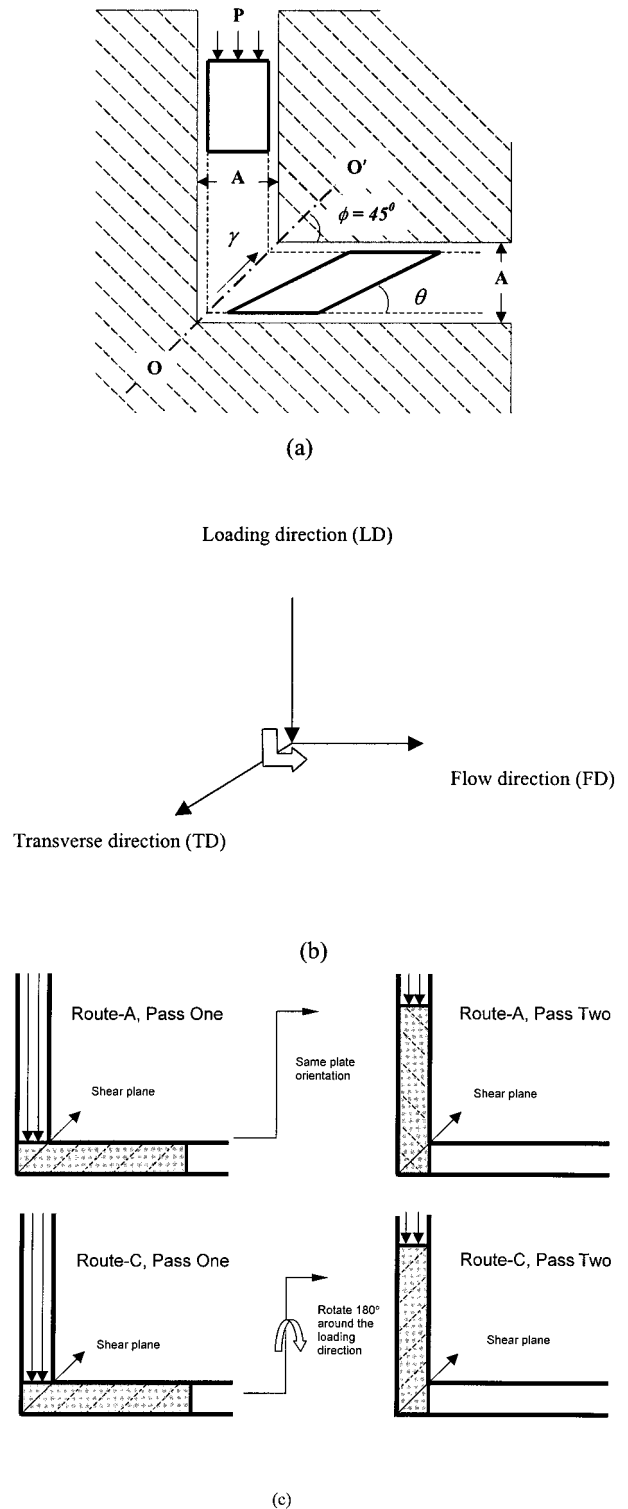 P
A
O'
ϕ = 45⁰
γ
A
θ
O
(a)
Loading direction (LD)
Flow direction (FD)
Transverse direction (TD)
(b)
Route-A, Pass One
Shear plane
Same plate
orientation
Route-A, Pass Two
Shear plane
Route-C, Pass One
Shear plane
Rotate 180°
around the
loading
direction
Route-C, Pass Two
Shear plane
(c)